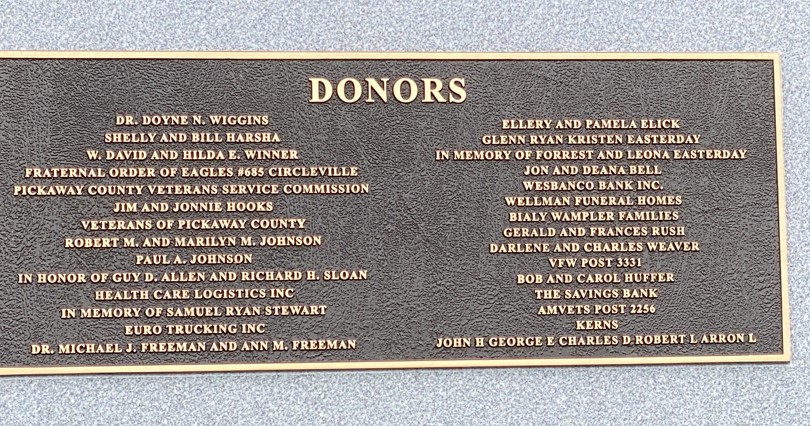 DONORS
DR. DOYNE N. WIGGINS
SHELLY AND BILL HARSHA
W. DAVID AND HILDA E. WINNER
FRATERNAL ORDER OF EAGLES #685 CIRCLEVILLE
PICKAWAY COUNTY VETERANS SERVICE COMMISSION
JIM AND JONNIE HOOKS
VETERANS OF PICKAWAY COUNTY
ROBERT M. AND MARILYN M. JOHNSON
PAUL A. JOHNSON
IN HONOR OF GUY D. ALLEN AND RICHARD H. SLOAN
HEALTH CARE LOGISTICS INC
IN MEMORY OF SAMUEL RYAN STEWART
EURO TRUCKING INC
DR. MICHAEL J. FREEMAN AND ANN M. FREEMAN
ELLERY AND PAMELA ELICK
GLENN RYAN KRISTEN EASTERDAY
IN MEMORY OF FORREST AND LEONA EASTERDAY
JON AND DEANA BELL
WESBANCO BANK INC.
WELLMAN FUNERAL HOMES
BIALY WAMPLER FAMILIES
GERALD AND FRANCES RUSH
DARLENE AND CHARLES WEAVER
VFW POST 3331
BOB AND CAROL HUFFER
THE SAVINGS BANK
AMVETS POST 2256
KERNS
JOHN H GEORGE E CHARLES D ROBERT L ARRON L